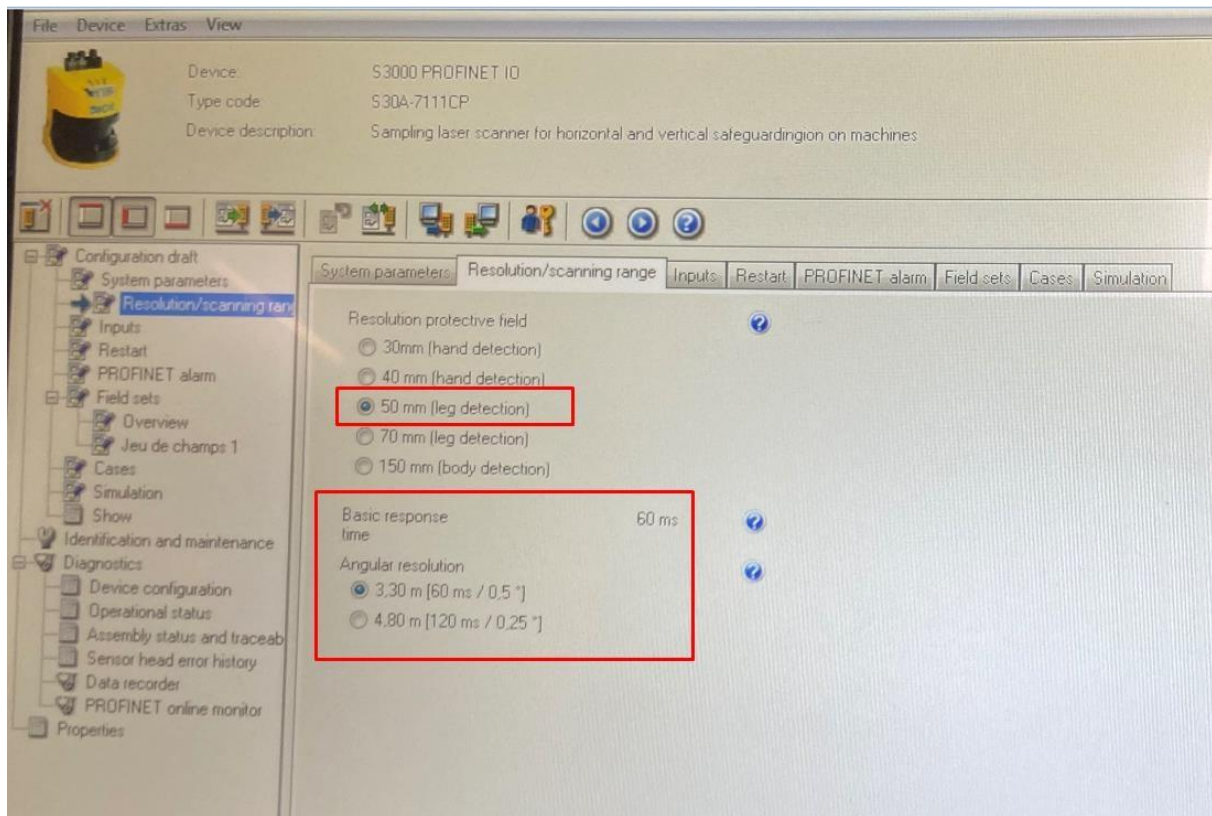 File Device Extras View
Device: S3000 PROFINET IO
Type code: S30A-7111CP
Device description: Sampling laser scanner for horizontal and vertical safeguardingion on machines
Configuration draft
System parameters
Resolution/scanning rang
Inputs
Restart
PROFINET alarm
Field sets
Overview
Jeu de champs 1
Cases
Simulation
Show
Identification and maintenance
Diagnostics
Device configuration
Operational status
Assembly status and traceab
Sensor head error history
Data recorder
PROFINET online monitor
Properties
System parameters Resolution/scanning range Inputs Restart PROFINET alarm Field sets Cases Simulation
Resolution protective field
30mm (hand detection)
40 mm (hand detection)
50 mm (leg detection)
70 mm (leg detection)
150 mm (body detection)
Basic response 60 ms
time
Angular resolution
3,30 m [60 ms / 0,5 °]
4,80 m [120 ms / 0,25 °]